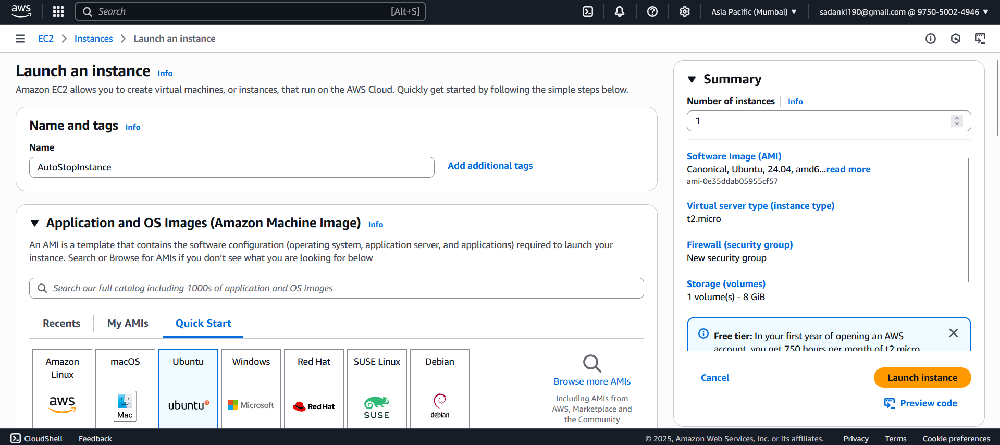 aws
Search [Alt+S]
Asia Pacific (Mumbai)
sadanki190@gmail.com @ 9750-5002-4946
EC2 Instances Launch an instance
Launch an instance Info
Amazon EC2 allows you to create virtual machines, or instances, that run on the AWS Cloud. Quickly get started by following the simple steps below.
Name and tags Info
Name
AutoStopInstance
Add additional tags
Application and OS Images (Amazon Machine Image) Info
An AMI is a template that contains the software configuration (operating system, application server, and applications) required to launch your
instance. Search or Browse for AMIs if you don’t see what you are looking for below
Search our full catalog including 1000s of application and OS images
Recents My AMIs Quick Start
Amazon
Linux
aws
macOS
Mac
Ubuntu
ubuntu
Windows
Microsoft
Red Hat
Red Hat
SUSE Linux
SUSE
Debian
debian
Browse more AMIs
Including AMIs from
AWS, Marketplace and
the Community
Summary
Number of instances Info
1
Software Image (AMI)
Canonical, Ubuntu, 24.04, amd6...read more
ami-0e35ddab05955cf57
Virtual server type (instance type)
t2.micro
Firewall (security group)
New security group
Storage (volumes)
1 volume(s) - 8 GiB
Free tier: In your first year of opening an AWS
account, you get 750 hours per month of t2.micro
Cancel
Launch instance
Preview code
CloudShell Feedback
© 2025, Amazon Web Services, Inc. or its affiliates. Privacy Terms Cookie preferences